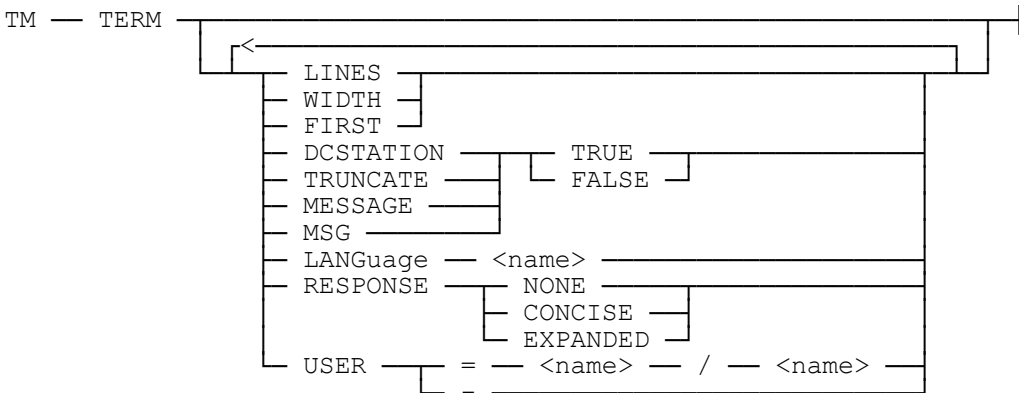 TM TERM
<
LINES
WIDTH
FIRST
DCSTATION TRUE
TRUNCATE FALSE
MESSAGE
MSG
LANGuage <name>
RESPONSE NONE
CONCISE
EXPANDED
USER = <name> / <name>